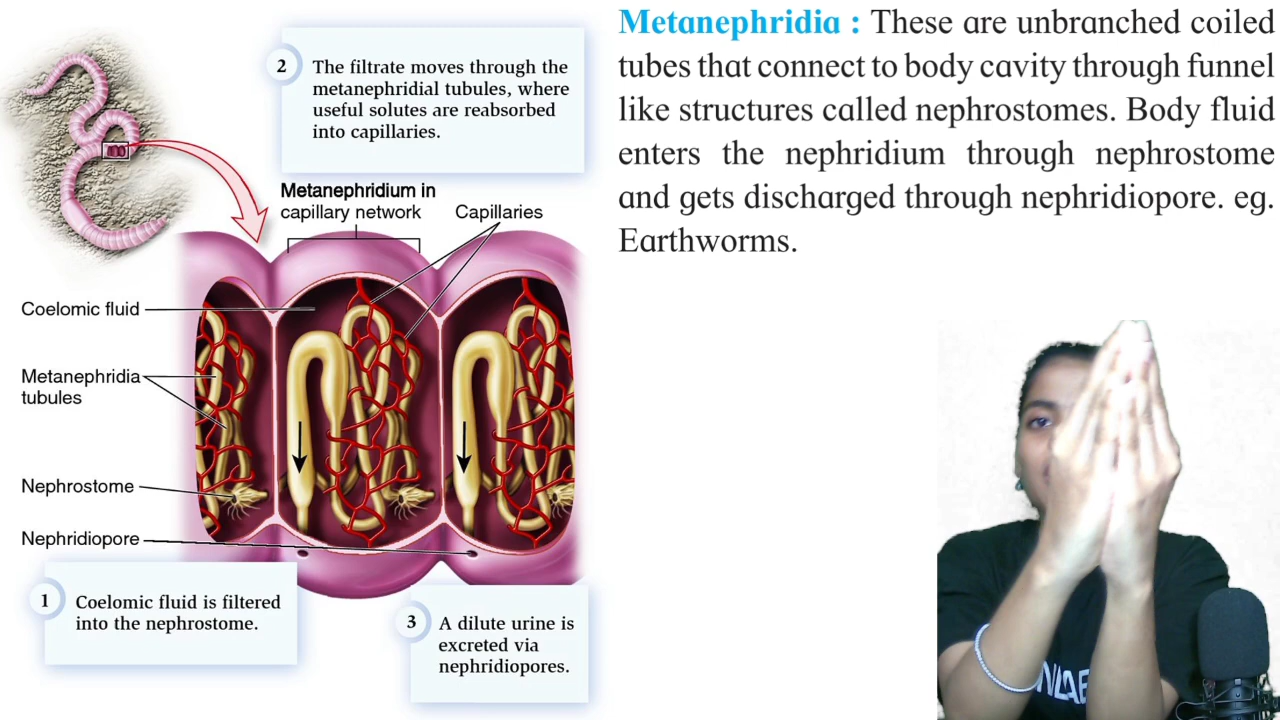 Metanephridia : These are unbranched coiled
tubes that connect to body cavity through funnel
like structures called nephrostomes. Body fluid
enters the nephridium through nephrostome
and gets discharged through nephridiopore. eg.
Earthworms.
2
The filtrate moves through the
metanephridial tubules, where
useful solutes are reabsorbed
into capillaries.
Metanephridium in
capillary network
Capillaries
Coelomic fluid
Metanephridia
tubules
Nephrostome
Nephridiopore
1
Coelomic fluid is filtered
into the nephrostome.
3
A dilute urine is
excreted via
nephridiopores.